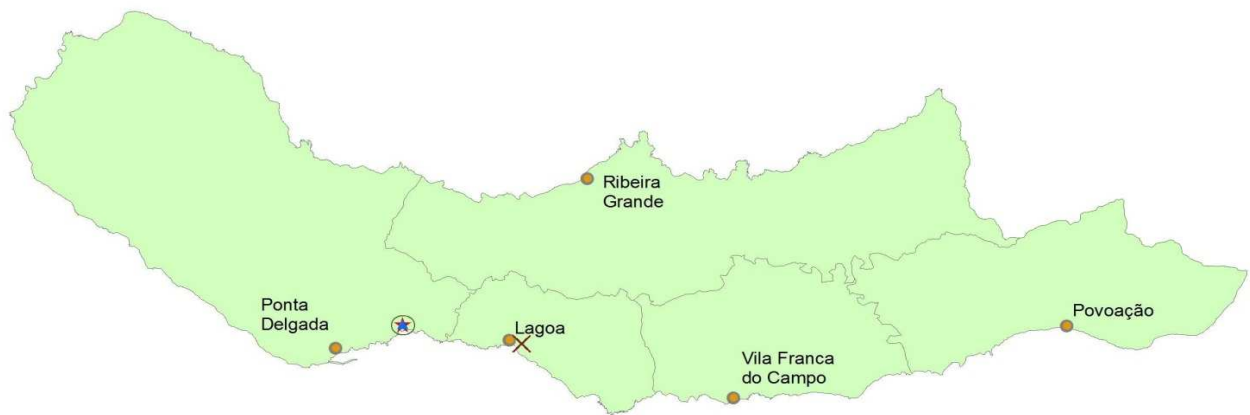 Ribeira
Grande
Ponta
Delgada
Lagoa
Povoação
Vila Franca
do Campo